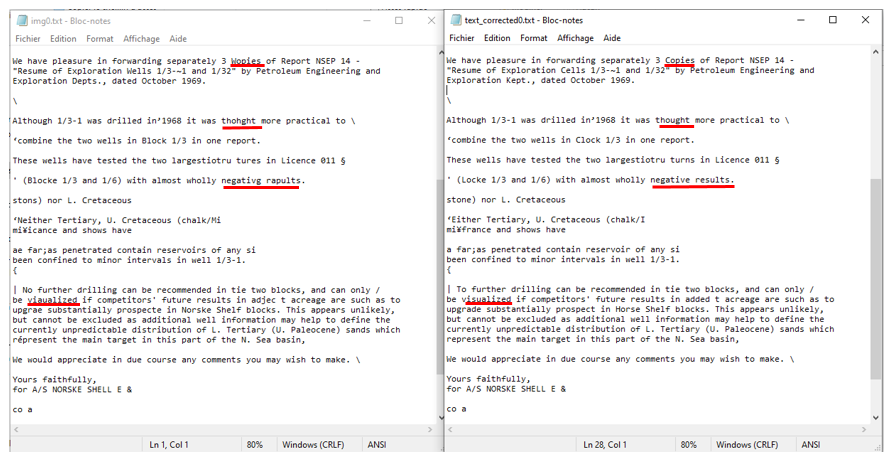 img0.txt - Bloc-notes
Fichier Edition Format Affichage Aide
We have pleasure in forwarding separately 3 Wopies of Report NSEP 14 -
"Resume of Exploration Wells 1/3-~1 and 1/32" by Petroleum Engineering and
Exploration Depts., dated October 1969.
\
Although 1/3-1 was drilled in’1968 it was thohght more practical to \
‘combine the two wells in Block 1/3 in one report.
These wells have tested the two largestiotru turns in Licence 011 §
' (Blocke 1/3 and 1/6) with almost wholly negativg rapults.
stons) nor L. Cretaceous
‘Neither Tertiary, U. Cretaceous (chalk/Mi
mi¥icance and shows have
ae far;as penetrated contain reservoirs of any si
been confined to minor intervals in well 1/3-1.
{
| No further drilling can be recommended in tie two blocks, and can only /
be viaualized if competitors' future results in adjec t acreage are such as to
upgrae substantially prospecte in Norske Shelf blocks. This appears unlikely,
but cannot be excluded as additional well information may help to define the
currently unpredictable distribution of L. Tertiary (U. Paleocene) sands which
répresent the main target in this part of the N. Sea basin,
We would appreciate in due course any comments you may wish to make. \
Yours faithfully,
for A/S NORSKE SHELL E &
co a
Ln 1, Col 1 80% Windows (CRLF) ANSI
text_corrected0.txt - Bloc-notes
Fichier Edition Format Affichage Aide
We have pleasure in forwarding separately 3 Copies of Report NSEP 14 -
"Resume of Exploration Cells 1/3-~1 and 1/32" by Petroleum Engineering and
Exploration Kept., dated October 1969.
\
Although 1/3-1 was drilled in’1968 it was thought more practical to \
‘combine the two wells in Clock 1/3 in one report.
These wells have tested the two largestiotru turns in Licence 011 §
' (Locke 1/3 and 1/6) with almost wholly negative results.
stone) nor L. Cretaceous
‘Either Tertiary, U. Cretaceous (chalk/I
mi¥france and shows have
a far;as penetrated contain reservoir of any si
been confined to minor intervals in well 1/3-1.
{
| To further drilling can be recommended in tie two blocks, and can only /
be visualized if competitors' future results in added t acreage are such as to
upgrade substantially prospect in Horse Shelf blocks. This appears unlikely,
but cannot be excluded as additional well information may help to define the
currently unpredictable distribution of L. Tertiary (U. Paleocene) sands which
represent the main target in this part of the N. Sea basin,
We would appreciate in due course any comments you may wish to make. \
Yours faithfully,
for A/S NORSKE SHELL E &
co a
Ln 28, Col 1 80% Windows (CRLF) ANSI